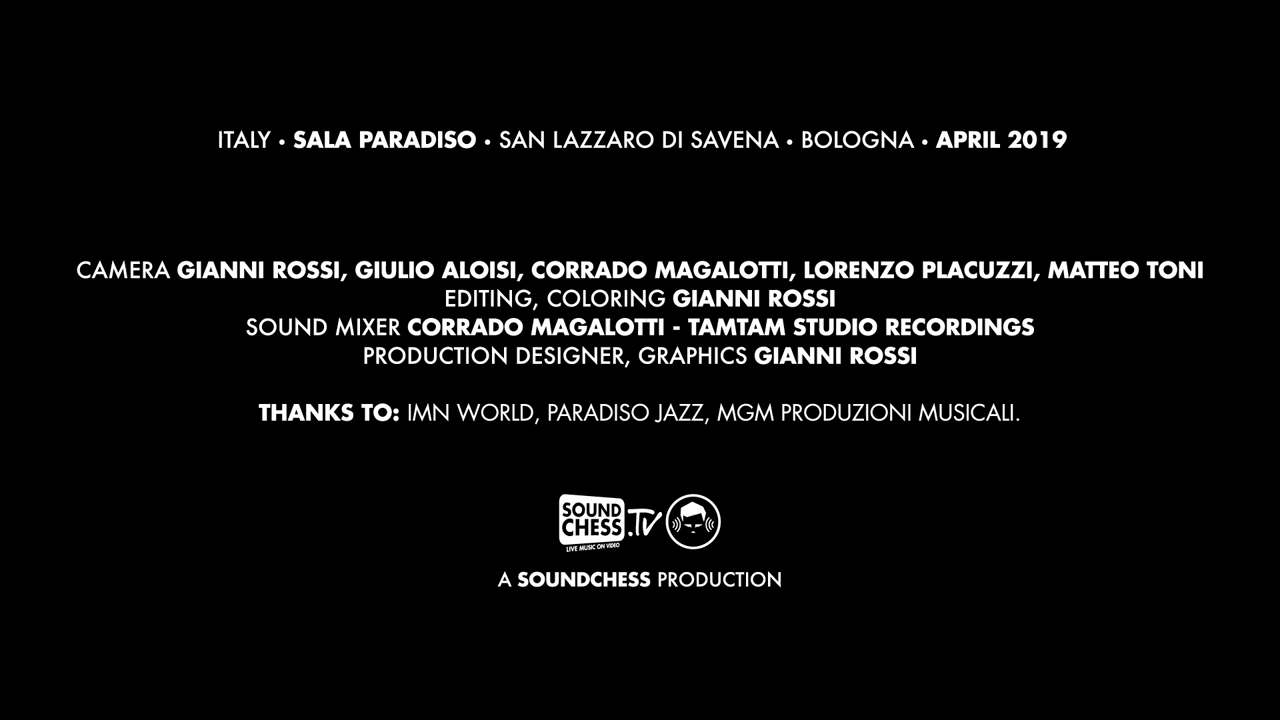 ITALY • SALA PARADISO • SAN LAZZARO DI SAVENA • BOLOGNA • APRIL 2019
CAMERA GIANNI ROSSI, GIULIO ALOISI, CORRADO MAGALOTTI, LORENZO PLACUZZI, MATTEO TONI
EDITING, COLORING GIANNI ROSSI
SOUND MIXER CORRADO MAGALOTTI - TAMTAM STUDIO RECORDINGS
PRODUCTION DESIGNER, GRAPHICS GIANNI ROSSI
THANKS TO: IMN WORLD, PARADISO JAZZ, MGM PRODUZIONI MUSICALI.
SOUND
CHESS.TV
LIVE MUSIC ON VIDEO
A SOUNDCHESS PRODUCTION